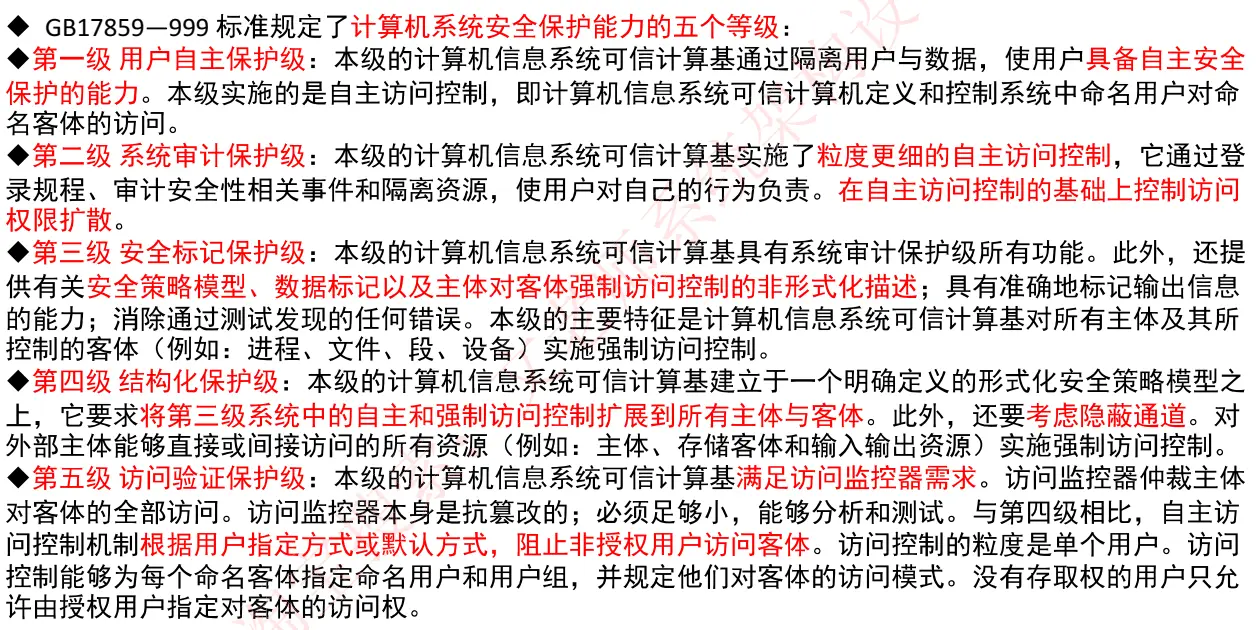 ◆ GB17859—999 标准规定了计算机系统安全保护能力的五个等级：
◆第一级 用户自主保护级：本级的计算机信息系统可信计算基通过隔离用户与数据，使用户具备自主安全
保护的能力。本级实施的是自主访问控制，即计算机信息系统可信计算机定义和控制系统中命名用户对命
名客体的访问。
◆第二级 系统审计保护级：本级的计算机信息系统可信计算基实施了粒度更细的自主访问控制，它通过登
录规程、审计安全性相关事件和隔离资源，使用户对自己的行为负责。在自主访问控制的基础上控制访问
权限扩散。
◆第三级 安全标记保护级：本级的计算机信息系统可信计算基具有系统审计保护级所有功能。此外，还提
供有关安全策略模型、数据标记以及主体对客体强制访问控制的非形式化描述；具有准确地标记输出信息
的能力；消除通过测试发现的任何错误。本级的主要特征是计算机信息系统可信计算基对所有主体及其所
控制的客体（例如：进程、文件、段、设备）实施强制访问控制。
◆第四级 结构化保护级：本级的计算机信息系统可信计算基建立于一个明确定义的形式化安全策略模型之
上，它要求将第三级系统中的自主和强制访问控制扩展到所有主体与客体。此外，还要考虑隐蔽通道。对
外部主体能够直接或间接访问的所有资源（例如：主体、存储客体和输入输出资源）实施强制访问控制。
◆第五级 访问验证保护级：本级的计算机信息系统可信计算基满足访问监控器需求。访问监控器仲裁主体
对客体的全部访问。访问监控器本身是抗篡改的；必须足够小，能够分析和测试。与第四级相比，自主访
问控制机制根据用户指定方式或默认方式，阻止非授权用户访问客体。访问控制的粒度是单个用户。访问
控制能够为每个命名客体指定命名用户和用户组，并规定他们对客体的访问模式。没有存取权的用户只允
许由授权用户指定对客体的访问权。